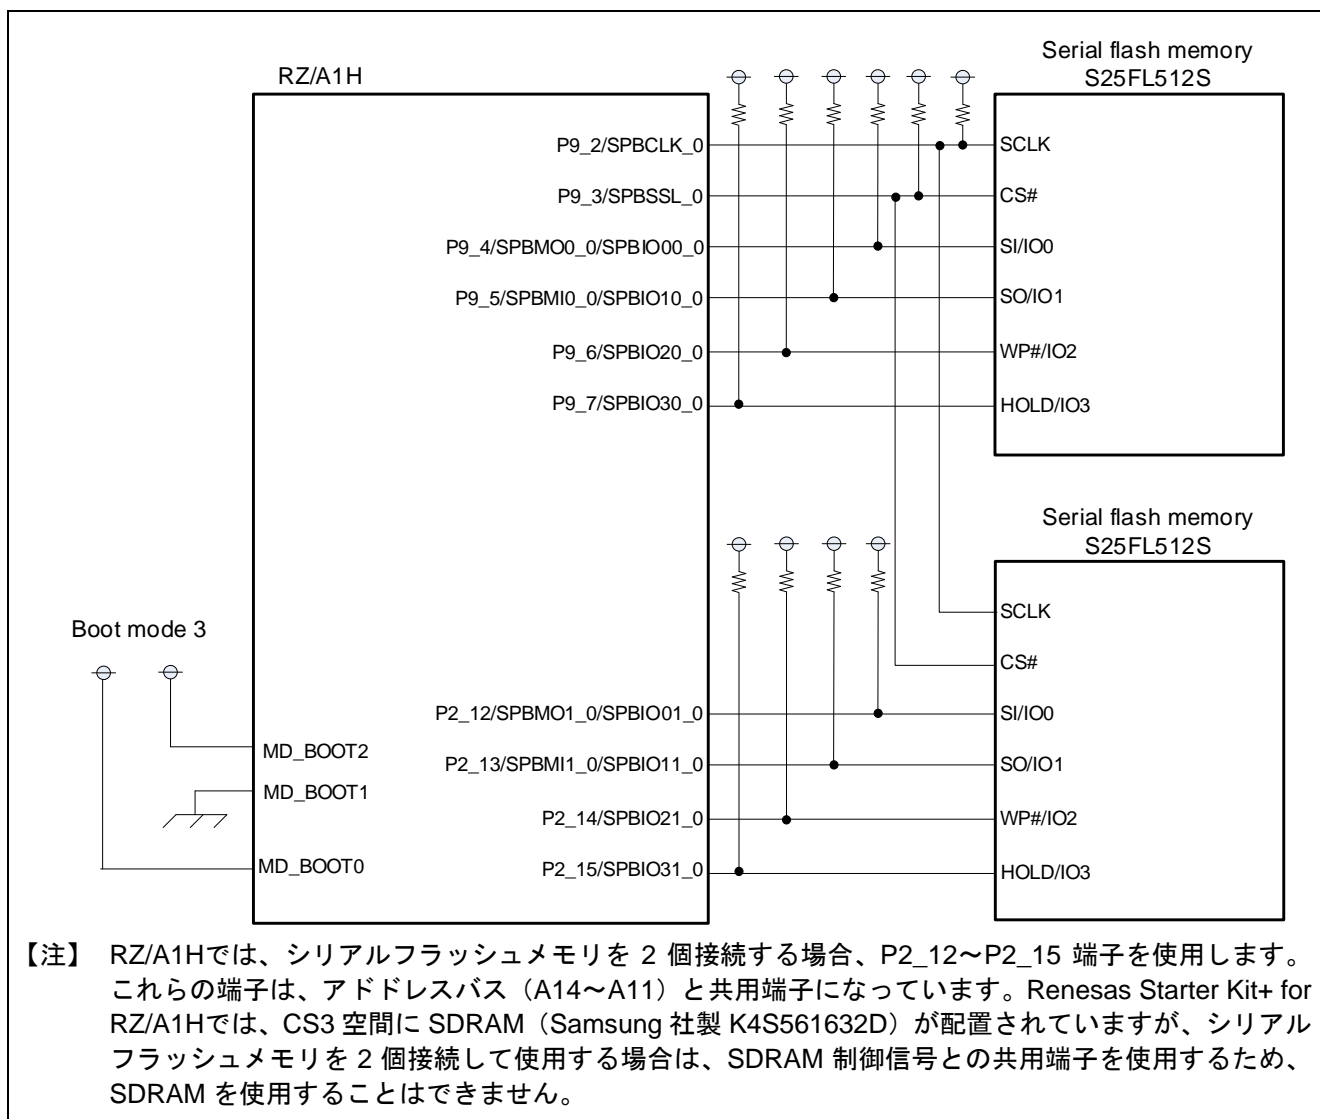 RZ/A1H
Serial flash memory
S25FL512S
P9_2/SPBCLK_0
SCLK
P9_3/SPBSSL_0
CS#
P9_4/SPBMO0_0/SPBIO00_0
SI/IO0
P9_5/SPBMI0_0/SPBIO10_0
SO/IO1
P9_6/SPBIO20_0
WP#/IO2
P9_7/SPBIO30_0
HOLD/IO3
Serial flash memory
S25FL512S
SCLK
Boot mode 3
CS#
P2_12/SPBMO1_0/SPBIO01_0
SI/IO0
MD_BOOT2
P2_13/SPBMI1_0/SPBIO11_0
SO/IO1
MD_BOOT1
P2_14/SPBIO21_0
WP#/IO2
MD_BOOT0
P2_15/SPBIO31_0
HOLD/IO3
【注】 RZ/A1Hでは、シリアルフラッシュメモリを 2 個接続する場合、P2_12～P2_15 端子を使用します。
これらの端子は、アドドレスバス（A14～A11）と共用端子になっています。Renesas Starter Kit+ for
RZ/A1Hでは、CS3 空間に SDRAM（Samsung 社製 K4S561632D）が配置されていますが、シリアル
フラッシュメモリを 2 個接続して使用する場合は、SDRAM 制御信号との共用端子を使用するため、
SDRAM を使用することはできません。